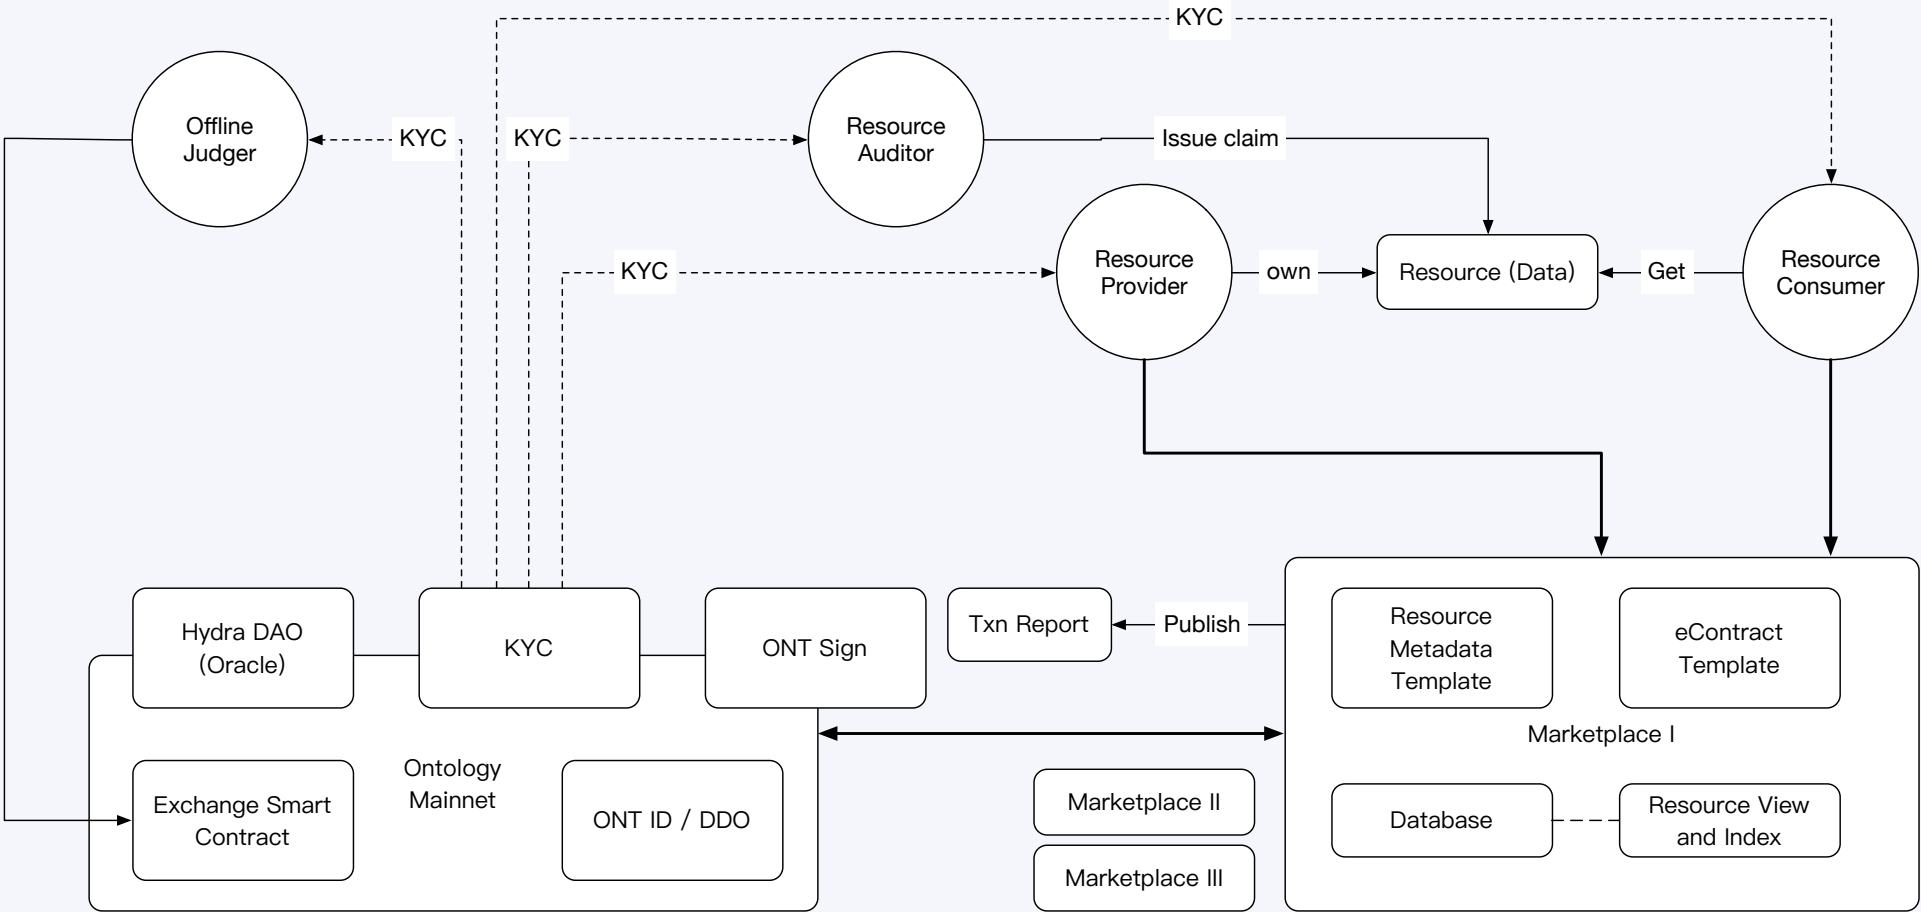 KYC
Offline
Judger
KYC
KYC
Resource
Auditor
Issue claim
KYC
Resource
Provider
own
Resource (Data)
Get
Resource
Consumer
Hydra DAO
(Oracle)
KYC
ONT Sign
Txn Report
Publish
Resource
Metadata
Template
eContract
Template
Marketplace I
Ontology
Mainnet
Exchange Smart
Contract
ONT ID / DDO
Marketplace II
Marketplace III
Database
Resource View
and Index